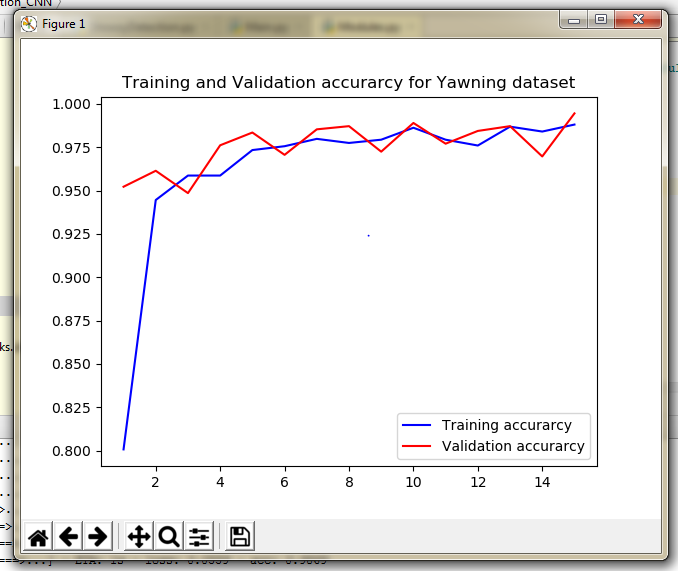 tion_CNN
Figure 1
Training and Validation accurarcy for Yawning dataset
1.000
0.975
0.950
0.925
0.900
0.875
0.850
0.825
0.800
2 4 6 8 10 12 14
Training accurarcy
Validation accurarcy
ks.